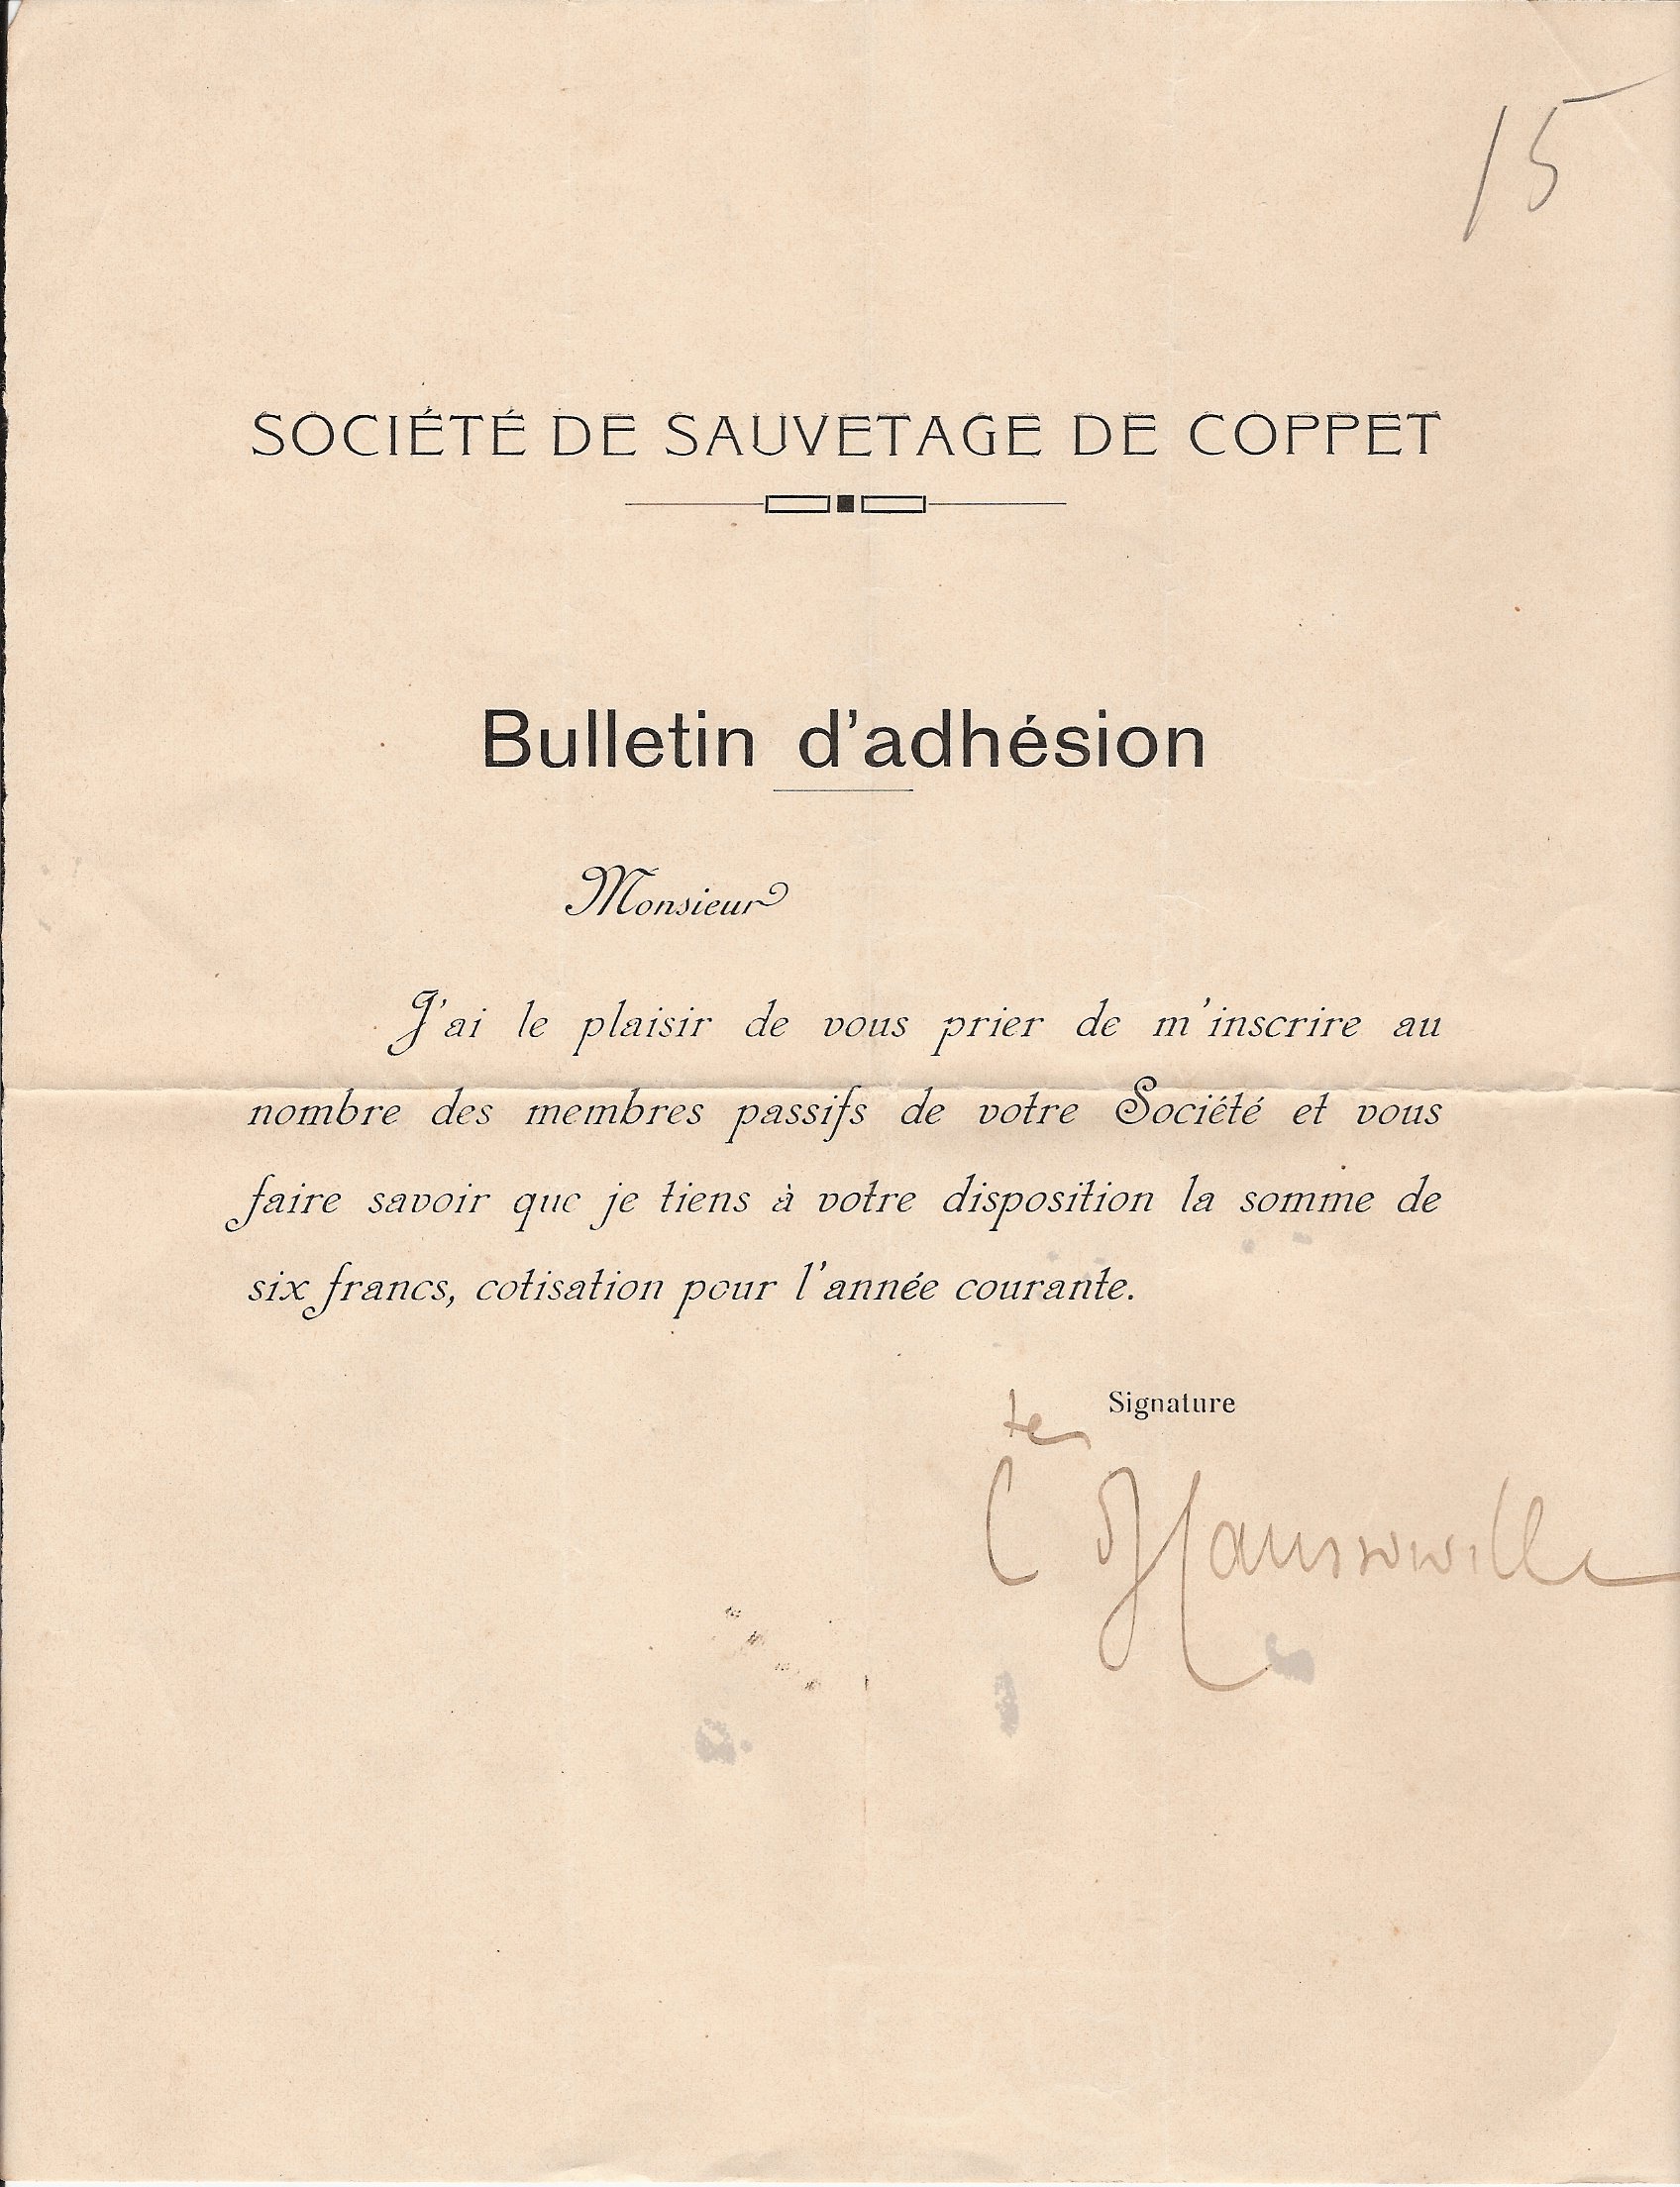 15
SOCIÉTÉ DE SAUVETAGE DE COPPET
Bulletin d'adhésion
Monsieur
J'ai le plaisir de vous prier de m'inscrire au
nombre des membres passifs de votre Société et vous
faire savoir que je tiens à votre disposition la somme de
six francs, cotisation pour l'année courante.
Signature
Cte d'Haussonville